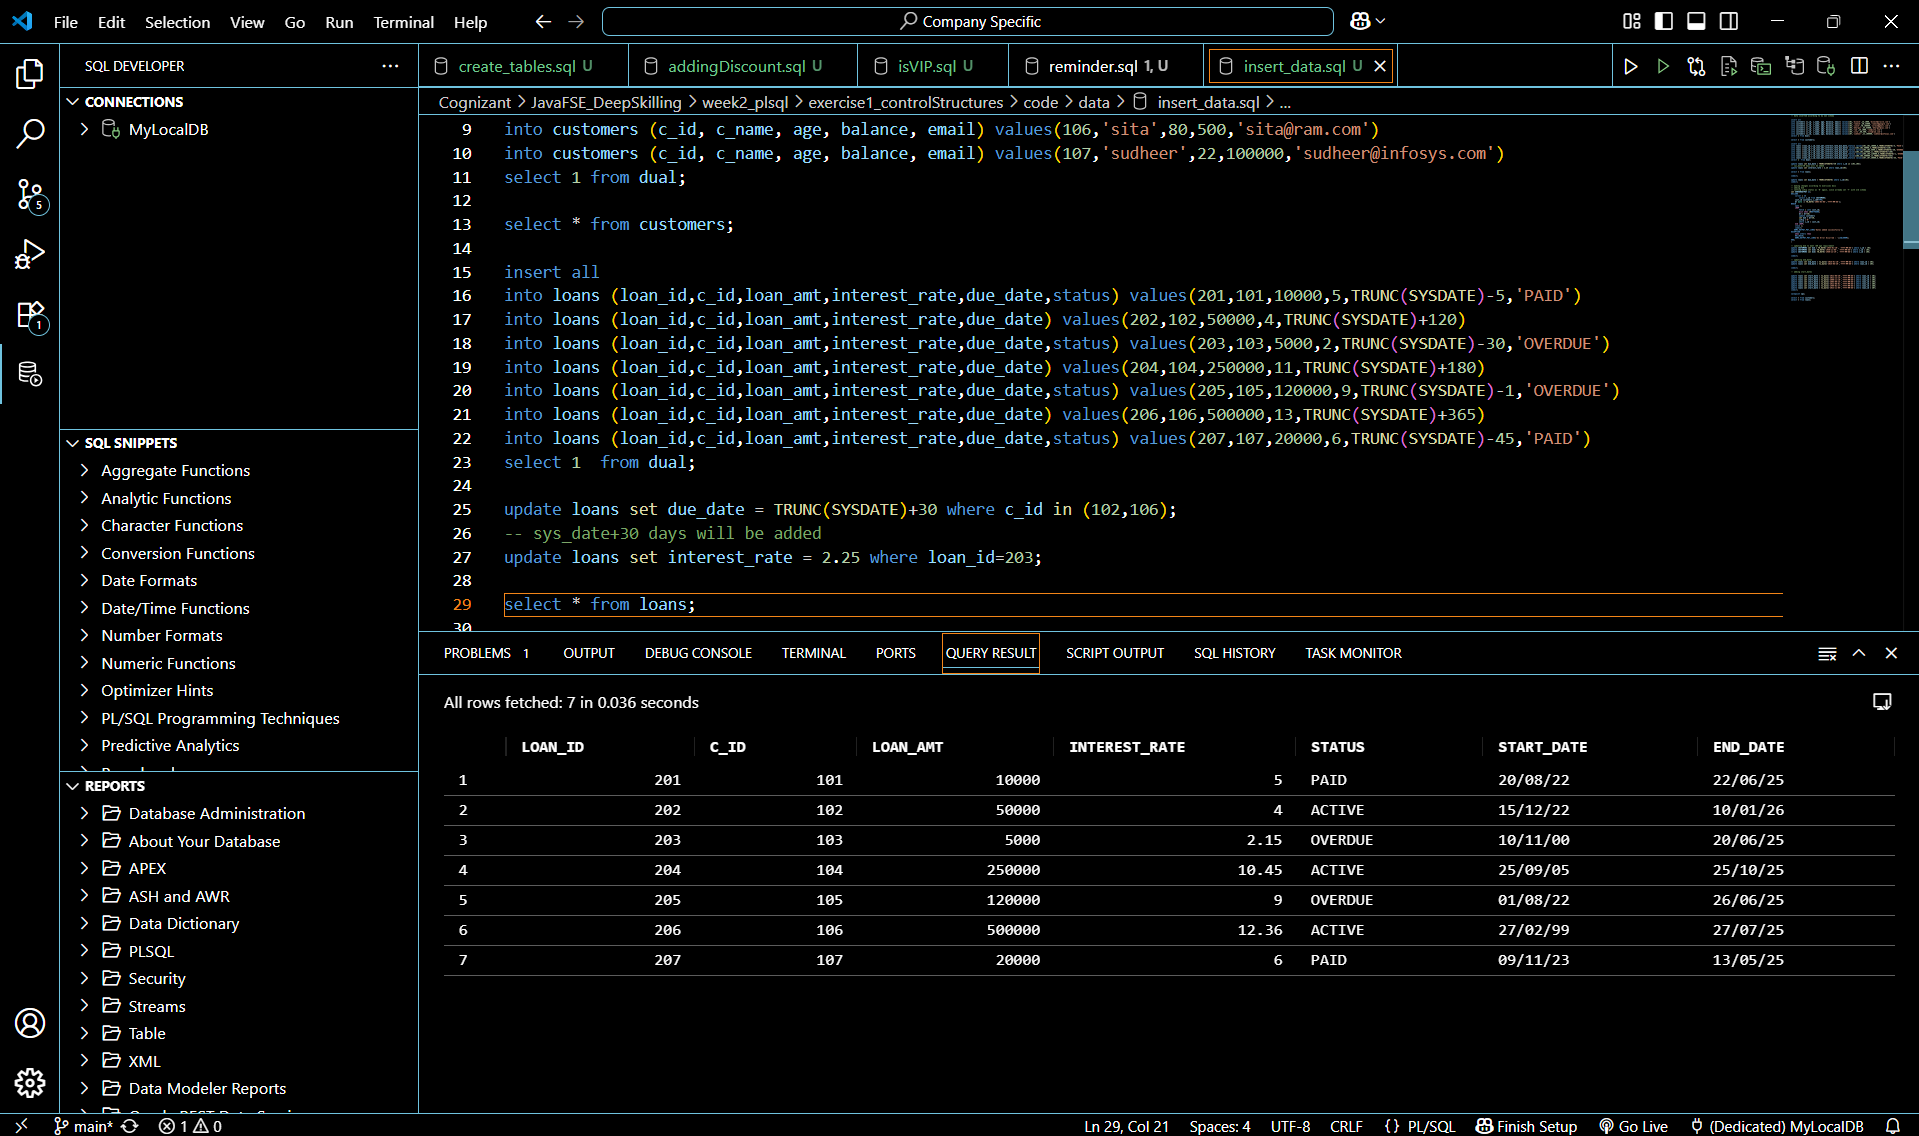 File Edit Selection View Go Run Terminal Help
Company Specific
SQL DEVELOPER
CONNECTIONS
MyLocalDB
5
1
SQL SNIPPETS
Aggregate Functions
Analytic Functions
Character Functions
Conversion Functions
Date Formats
Date/Time Functions
Number Formats
Numeric Functions
Optimizer Hints
PL/SQL Programming Techniques
Predictive Analytics
REPORTS
Database Administration
About Your Database
APEX
ASH and AWR
Data Dictionary
PLSQL
Security
Streams
Table
XML
Data Modeler Reports
create_tables.sql U addingDiscount.sql U isVIP.sql U reminder.sql 1, U insert_data.sql U
Cognizant > JavaFSE_DeepSkilling > week2_plsql > exercise1_controlStructures > code > data > insert_data.sql > ...
9 into customers (c_id, c_name, age, balance, email) values(106,'sita',80,500,'sita@ram.com')
10 into customers (c_id, c_name, age, balance, email) values(107,'sudheer',22,100000,'sudheer@infosys.com')
11 select 1 from dual;
12
13 select * from customers;
14
15 insert all
16 into loans (loan_id,c_id,loan_amt,interest_rate,due_date,status) values(201,101,10000,5,TRUNC(SYSDATE)-5,'PAID')
17 into loans (loan_id,c_id,loan_amt,interest_rate,due_date) values(202,102,50000,4,TRUNC(SYSDATE)+120)
18 into loans (loan_id,c_id,loan_amt,interest_rate,due_date,status) values(203,103,5000,2,TRUNC(SYSDATE)-30,'OVERDUE')
19 into loans (loan_id,c_id,loan_amt,interest_rate,due_date) values(204,104,250000,11,TRUNC(SYSDATE)+180)
20 into loans (loan_id,c_id,loan_amt,interest_rate,due_date,status) values(205,105,120000,9,TRUNC(SYSDATE)-1,'OVERDUE')
21 into loans (loan_id,c_id,loan_amt,interest_rate,due_date) values(206,106,500000,13,TRUNC(SYSDATE)+365)
22 into loans (loan_id,c_id,loan_amt,interest_rate,due_date,status) values(207,107,20000,6,TRUNC(SYSDATE)-45,'PAID')
23 select 1  from dual;
24
25 update loans set due_date = TRUNC(SYSDATE)+30 where c_id in (102,106);
26 -- sys_date+30 days will be added
27 update loans set interest_rate = 2.25 where loan_id=203;
28
29 select * from loans;
30
PROBLEMS 1 OUTPUT DEBUG CONSOLE TERMINAL PORTS QUERY RESULT SCRIPT OUTPUT SQL HISTORY TASK MONITOR
All rows fetched: 7 in 0.036 seconds
LOAN_ID C_ID LOAN_AMT INTEREST_RATE STATUS START_DATE END_DATE
1 201 101 10000 5 PAID 20/08/22 22/06/25
2 202 102 50000 4 ACTIVE 15/12/22 10/01/26
3 203 103 5000 2.15 OVERDUE 10/11/00 20/06/25
4 204 104 250000 10.45 ACTIVE 25/09/05 25/10/25
5 205 105 120000 9 OVERDUE 01/08/22 26/06/25
6 206 106 500000 12.36 ACTIVE 27/02/99 27/07/25
7 207 107 20000 6 PAID 09/11/23 13/05/25
main* 1 0 Ln 29, Col 21 Spaces: 4 UTF-8 CRLF {} PL/SQL Finish Setup Go Live (Dedicated) MyLocalDB